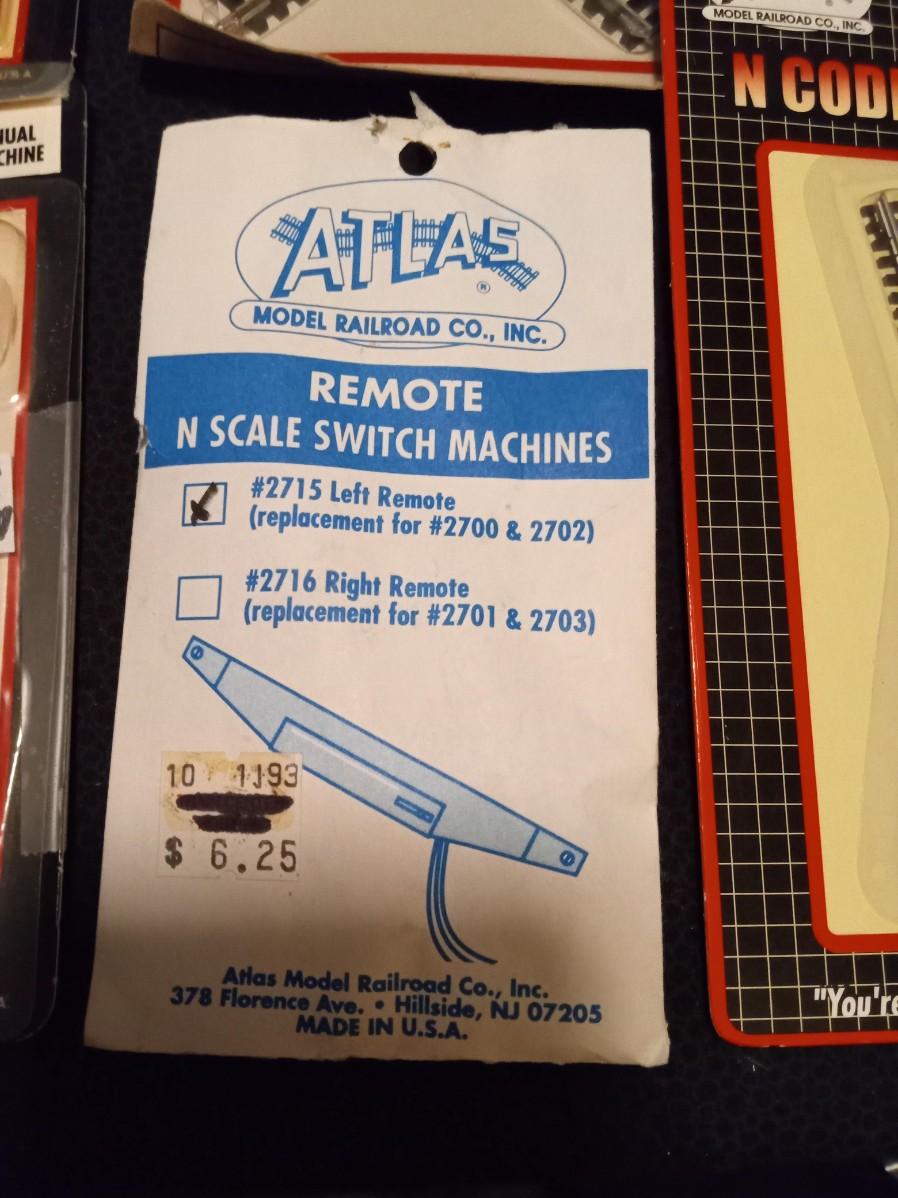 U.S.A
NUAL
CHINE
MODEL RAILROAD CO., INC.
N CODE
ATLAS
®
MODEL RAILROAD CO., INC.
REMOTE
N SCALE SWITCH MACHINES
#2715 Left Remote
(replacement for #2700 & 2702)
#2716 Right Remote
(replacement for #2701 & 2703)
10 1193
$ 6.25
Atlas Model Railroad Co., Inc.
378 Florence Ave. • Hillside, NJ 07205
MADE IN U.S.A.
"You're